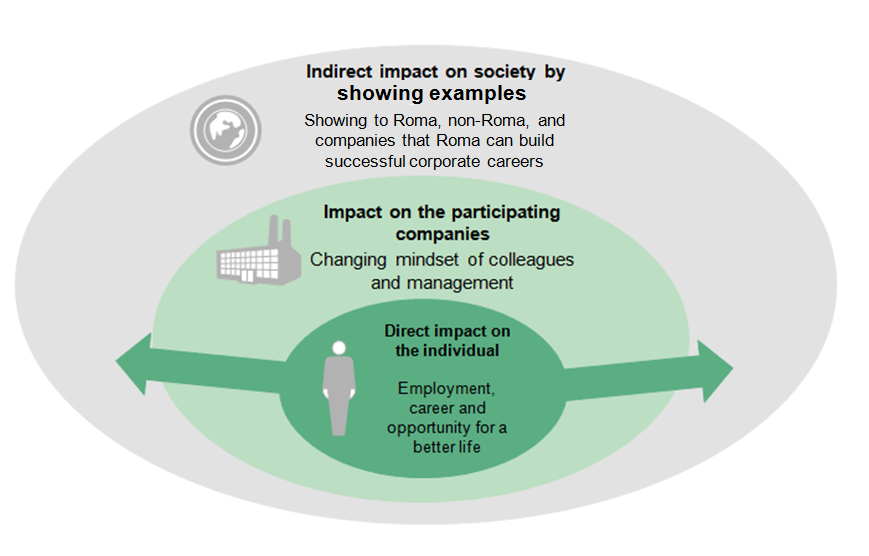 Indirect impact on society by
showing examples
Showing to Roma, non-Roma, and
companies that Roma can build
successful corporate careers
Impact on the participating
companies
Changing mindset of colleagues
and management
Direct impact on
the individual
Employment,
career and
opportunity for a
better life